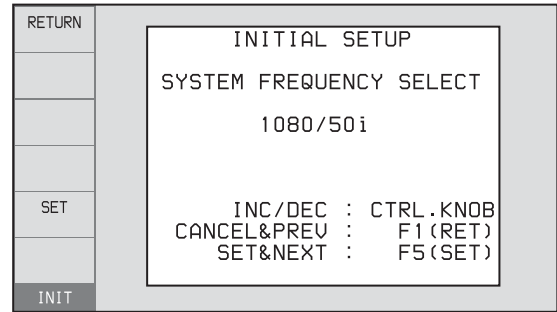 RETURN
SET
INIT
INITIAL SETUP
SYSTEM FREQUENCY SELECT
1080/50i
INC/DEC : CTRL.KNOB
CANCEL&PREV : F1(RET)
SET&NEXT : F5(SET)